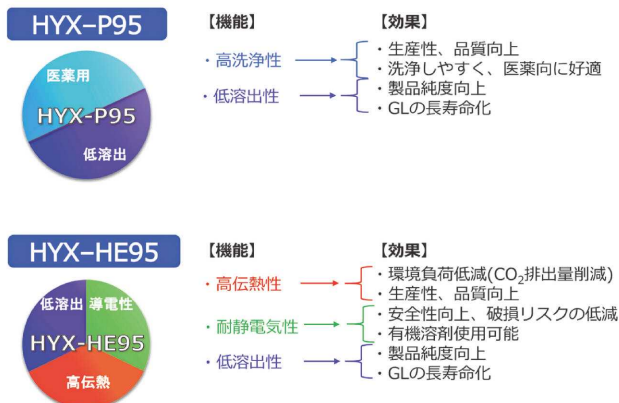 HYX−P95
【機能】
【効果】
医薬用
HYX-P95
低溶出
・高洗浄性
・生産性、品質向上
・洗浄しやすく、医薬向に好適
・低溶出性
・製品純度向上
・GLの長寿命化
HYX−HE95
【機能】
【効果】
低溶出
導電性
HYX-HE95
高伝熱
・高伝熱性
・環境負荷低減(CO₂排出量削減)
・生産性、品質向上
・耐静電気性
・安全性向上、破損リスクの低減
・有機溶剤使用可能
・低溶出性
・製品純度向上
・GLの長寿命化